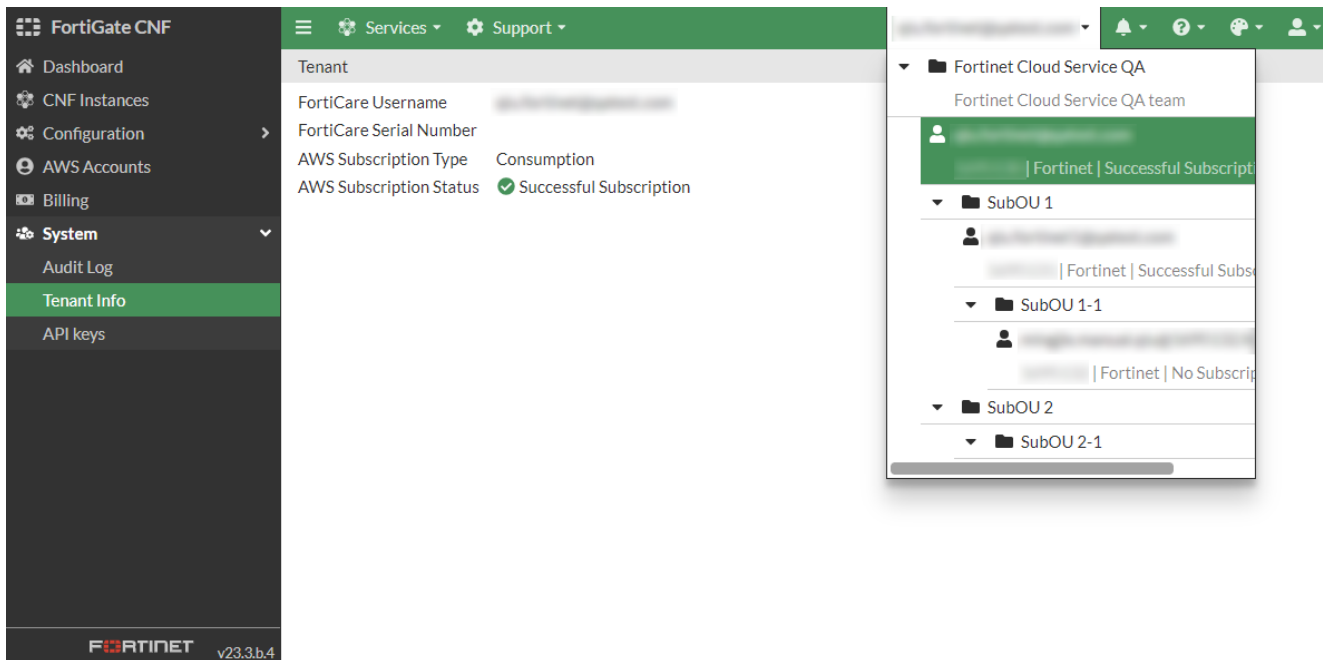 FortiGate CNF
Services
Support
Dashboard
CNF Instances
Configuration
AWS Accounts
Billing
System
Audit Log
Tenant Info
API keys
FORTINET v23.3.b.4
Tenant
FortiCare Username
FortiCare Serial Number
AWS Subscription Type Consumption
AWS Subscription Status Successful Subscription
Fortinet Cloud Service QA
Fortinet Cloud Service QA team
| Fortinet | Successful Subscripti
SubOU 1
| Fortinet | Successful Subsc
SubOU 1-1
| Fortinet | No Subscrip
SubOU 2
SubOU 2-1